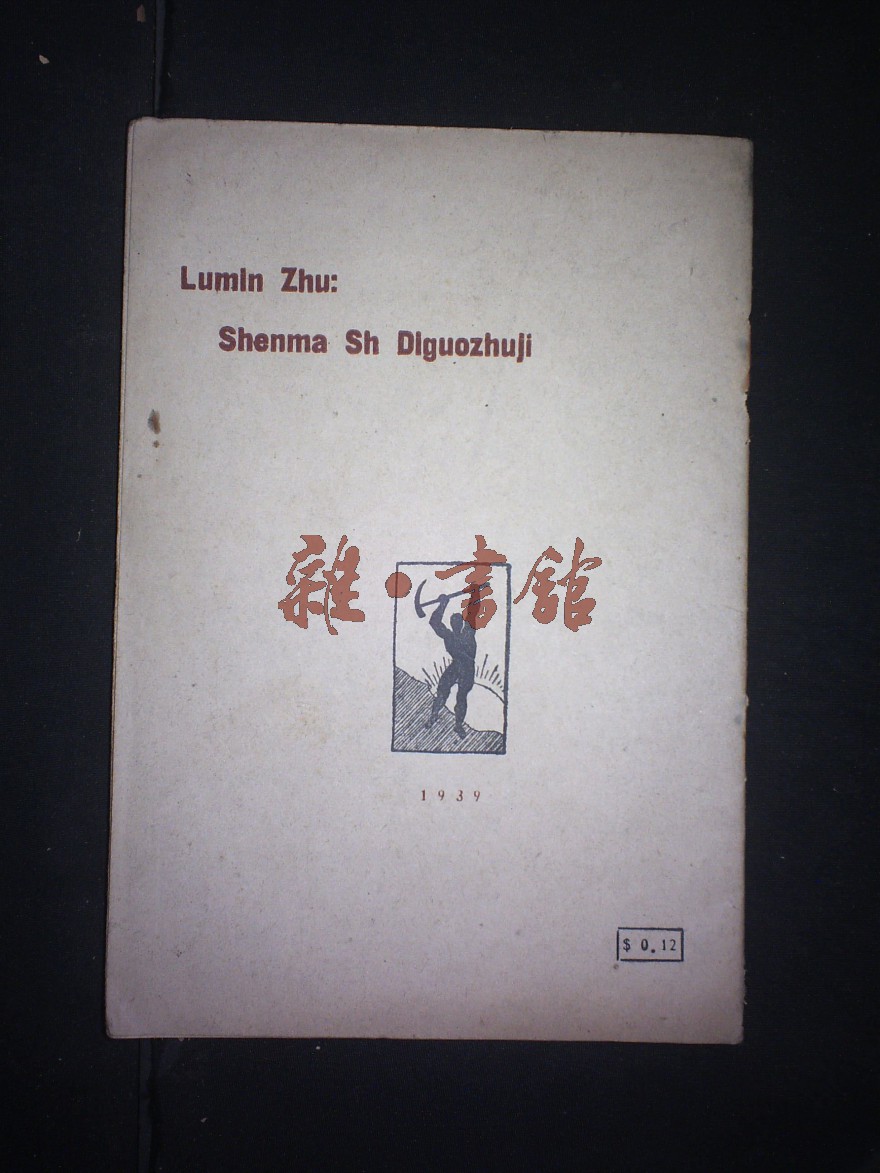 Lumin Zhu:
Shenma Sh Diguozhuji
雜·書館
1939
$ 0.12